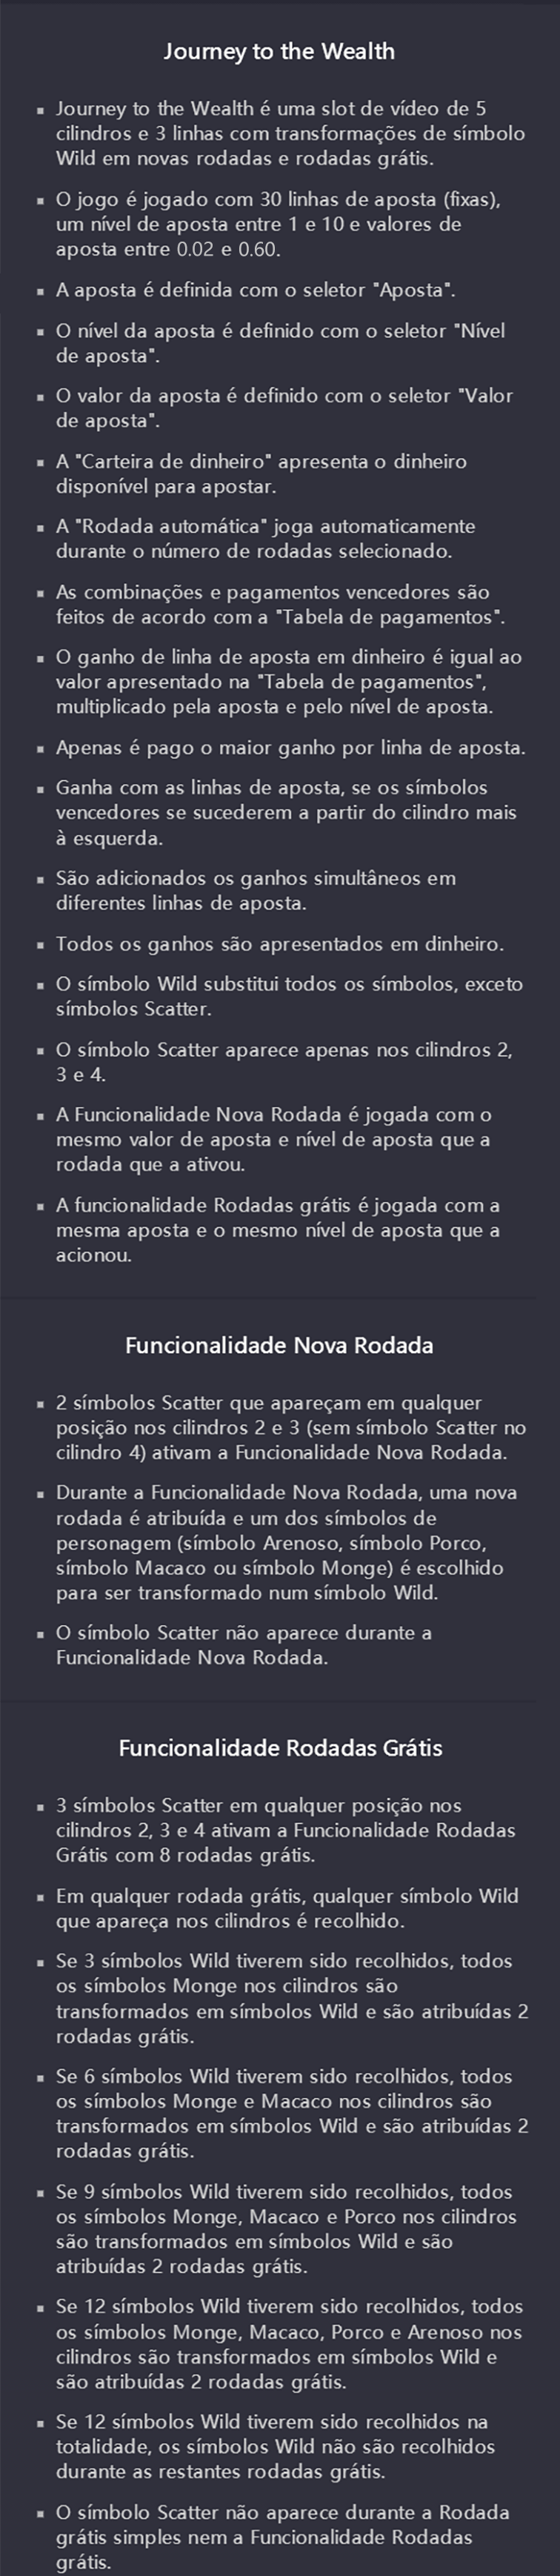 Journey to the Wealth
▪ Journey to the Wealth é uma slot de vídeo de 5
cilindros e 3 linhas com transformações de símbolo
Wild em novas rodadas e rodadas grátis.
▪ O jogo é jogado com 30 linhas de aposta (fixas),
um nível de aposta entre 1 e 10 e valores de
aposta entre 0.02 e 0.60.
▪ A aposta é definida com o seletor "Aposta".
▪ O nível da aposta é definido com o seletor "Nível
de aposta".
▪ O valor da aposta é definido com o seletor "Valor
de aposta".
▪ A "Carteira de dinheiro" apresenta o dinheiro
disponível para apostar.
▪ A "Rodada automática" joga automaticamente
durante o número de rodadas selecionado.
▪ As combinações e pagamentos vencedores são
feitos de acordo com a "Tabela de pagamentos".
▪ O ganho de linha de aposta em dinheiro é igual ao
valor apresentado na "Tabela de pagamentos",
multiplicado pela aposta e pelo nível de aposta.
▪ Apenas é pago o maior ganho por linha de aposta.
▪ Ganha com as linhas de aposta, se os símbolos
vencedores se sucederem a partir do cilindro mais
à esquerda.
▪ São adicionados os ganhos simultâneos em
diferentes linhas de aposta.
▪ Todos os ganhos são apresentados em dinheiro.
▪ O símbolo Wild substitui todos os símbolos, exceto
símbolos Scatter.
▪ O símbolo Scatter aparece apenas nos cilindros 2,
3 e 4.
▪ A Funcionalidade Nova Rodada é jogada com o
mesmo valor de aposta e nível de aposta que a
rodada que a ativou.
▪ A funcionalidade Rodadas grátis é jogada com a
mesma aposta e o mesmo nível de aposta que a
acionou.
Funcionalidade Nova Rodada
▪ 2 símbolos Scatter que apareçam em qualquer
posição nos cilindros 2 e 3 (sem símbolo Scatter no
cilindro 4) ativam a Funcionalidade Nova Rodada.
▪ Durante a Funcionalidade Nova Rodada, uma nova
rodada é atribuída e um dos símbolos de
personagem (símbolo Arenoso, símbolo Porco,
símbolo Macaco ou símbolo Monge) é escolhido
para ser transformado num símbolo Wild.
▪ O símbolo Scatter não aparece durante a
Funcionalidade Nova Rodada.
Funcionalidade Rodadas Grátis
▪ 3 símbolos Scatter em qualquer posição nos
cilindros 2, 3 e 4 ativam a Funcionalidade Rodadas
Grátis com 8 rodadas grátis.
▪ Em qualquer rodada grátis, qualquer símbolo Wild
que apareça nos cilindros é recolhido.
▪ Se 3 símbolos Wild tiverem sido recolhidos, todos
os símbolos Monge nos cilindros são
transformados em símbolos Wild e são atribuídas 2
rodadas grátis.
▪ Se 6 símbolos Wild tiverem sido recolhidos, todos
os símbolos Monge e Macaco nos cilindros são
transformados em símbolos Wild e são atribuídas 2
rodadas grátis.
▪ Se 9 símbolos Wild tiverem sido recolhidos, todos
os símbolos Monge, Macaco e Porco nos cilindros
são transformados em símbolos Wild e são
atribuídas 2 rodadas grátis.
▪ Se 12 símbolos Wild tiverem sido recolhidos, todos
os símbolos Monge, Macaco, Porco e Arenoso nos
cilindros são transformados em símbolos Wild e
são atribuídas 2 rodadas grátis.
▪ Se 12 símbolos Wild tiverem sido recolhidos na
totalidade, os símbolos Wild não são recolhidos
durante as restantes rodadas grátis.
▪ O símbolo Scatter não aparece durante a Rodada
grátis simples nem a Funcionalidade Rodadas
grátis.